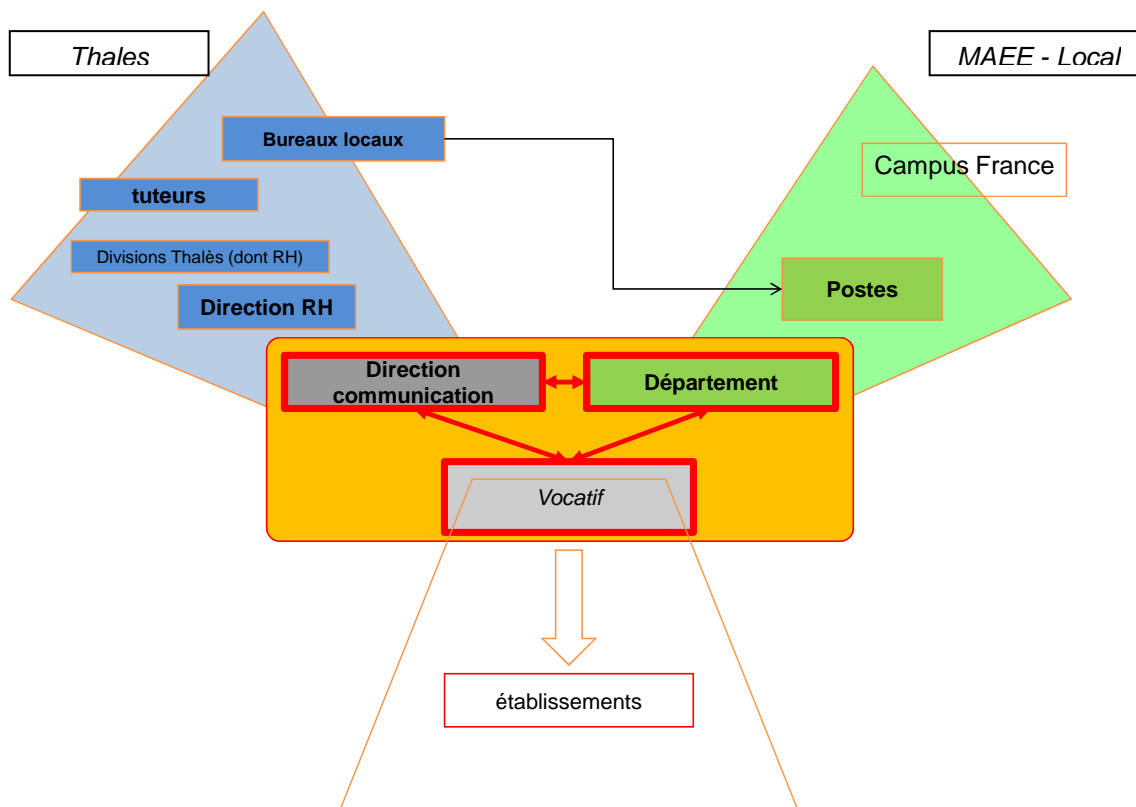 Thales
MAEE - Local
Bureaux locaux
Campus France
tuteurs
Divisions Thalès (dont RH)
Direction RH
Postes
Direction
communication
Département
Vocatif
établissements